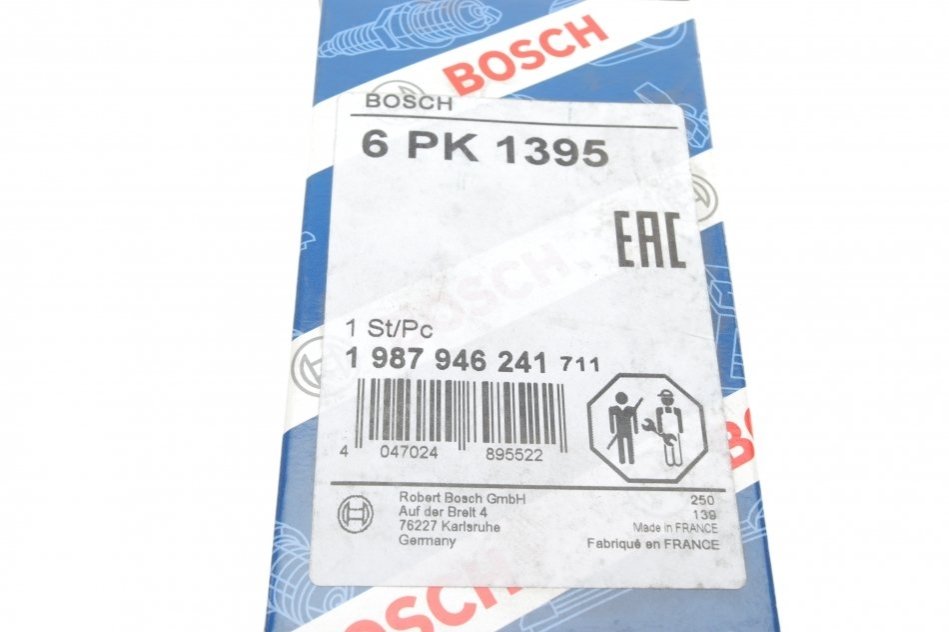 BOSCH
BOSCH
6 PK 1395
EAC
BOSCH
1 St/Pc
1 987 946 241 711
4 047024 895522
BOSCH
Robert Bosch GmbH
Auf der Breit 4
76227 Karlsruhe
Germany
250
139
Made in FRANCE
Fabriqué en FRANCE
BOSCH